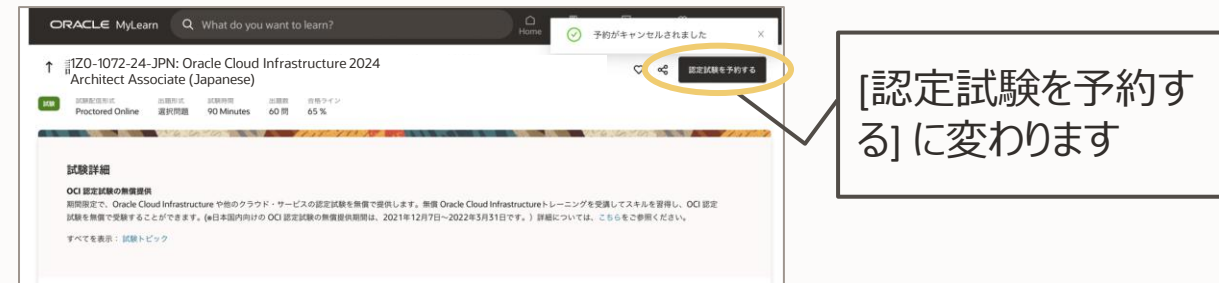 ORACLE MyLearn
What do you want to learn?
Home
予約がキャンセルされました
1Z0-1072-24-JPN: Oracle Cloud Infrastructure 2024
Architect Associate (Japanese)
認定試験を予約する
試験
試験配信形式 出題形式 試験時間 出題数 合格ライン
Proctored Online 選択問題 90 Minutes 60 問 65 %
[認定試験を予約す
る] に変わります
試験詳細
OCI 認定試験の無償提供
期間限定で、Oracle Cloud Infrastructure や他のクラウド・サービスの認定試験を無償で提供します。無償 Oracle Cloud Infrastructureトレーニングを受講してスキルを習得し、OCI 認定
試験を無償で受験することができます。(※日本国内向けの OCI 認定試験の無償提供期間は、2021年12月7日~2022年3月31日です。）詳細については、こちらをご参照ください。
すべてを表示： 試験トピック